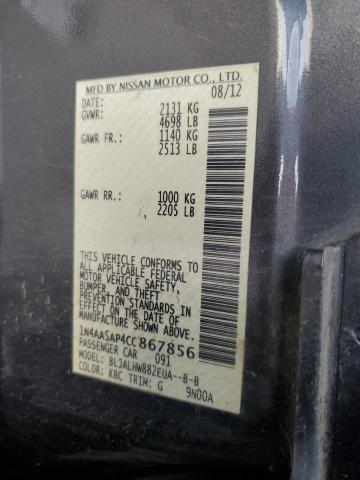 MFD BY NISSAN MOTOR CO., LTD.
DATE: 08/12
GVWR: 2131 KG
4698 LB
GAWR FR.: 1140 KG
2513 LB
GAWR RR.: 1000 KG
2205 LB
THIS VEHICLE CONFORMS TO
ALL APPLICABLE FEDERAL
MOTOR VEHICLE SAFETY,
BUMPER, AND THEFT
PREVENTION STANDARDS
IN EFFECT ON THE DATE OF
MANUFACTURE SHOWN ABOVE.
1N4AA5AP4CC867856
PASSENGER CAR 091
MODEL: BLJALHW882EUA--B-B
COLOR: KBC TRIM: G 9N00A